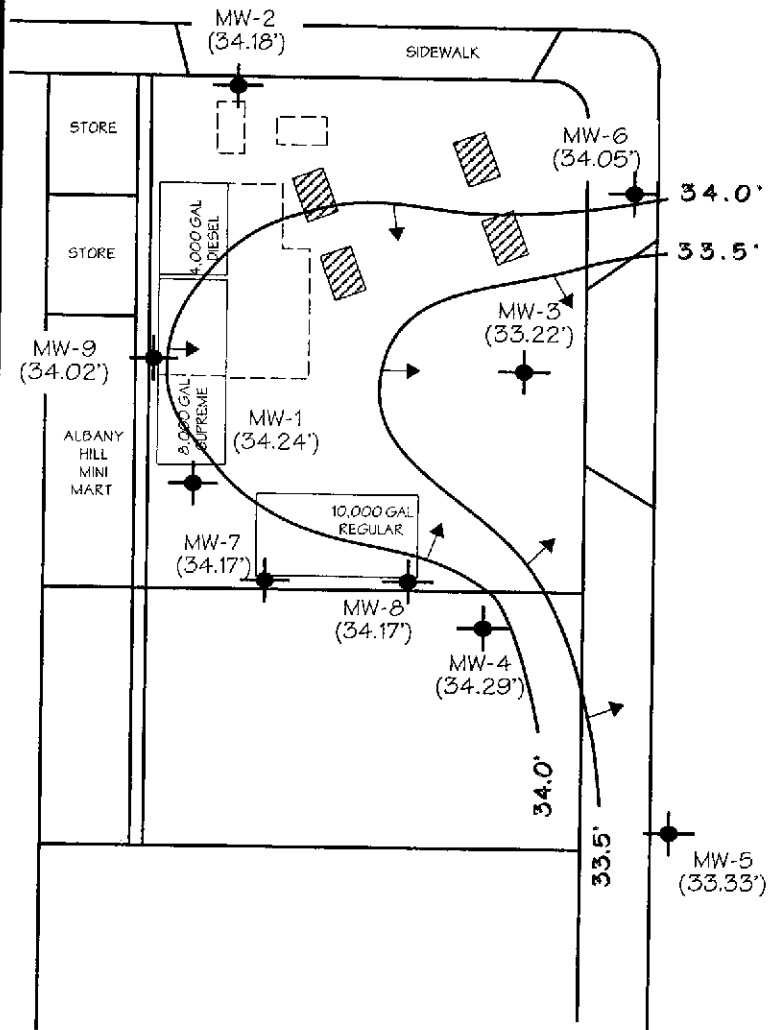 MW-2
(34.18')
SIDEWALK
STORE
MW-6
(34.05')
34.0'
4,000 GAL
DIESEL
STORE
33.5'
MW-3
(33.22')
MW-9
(34.02')
8,000 GAL
SUPREME
MW-1
(34.24')
ALBANY
HILL
MINI
MART
10,000 GAL
REGULAR
MW-7
(34.17')
MW-8
(34.17')
MW-4
(34.29')
34.0'
33.5'
MW-5
(33.33')